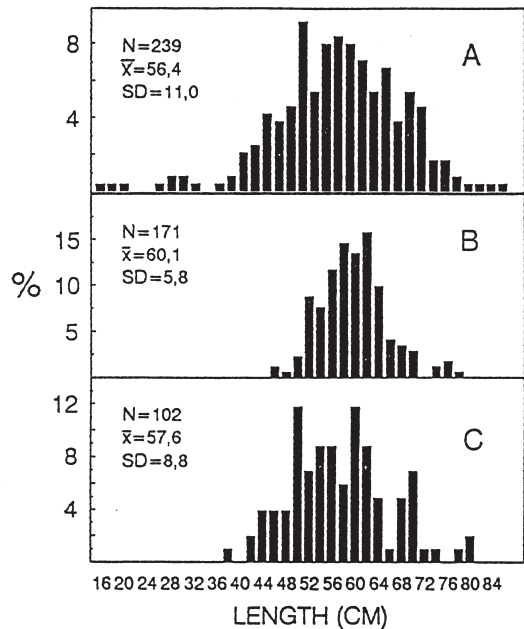 8
4
N=239
x̄=56,4
SD=11,0
A
15
10
5
%
N=171
x̄=60,1
SD=5,8
B
12
8
4
N=102
x̄=57,6
SD=8,8
C
16 20 24 28 32 36 40 44 48 52 56 60 64 68 72 76 80 84
LENGTH (CM)